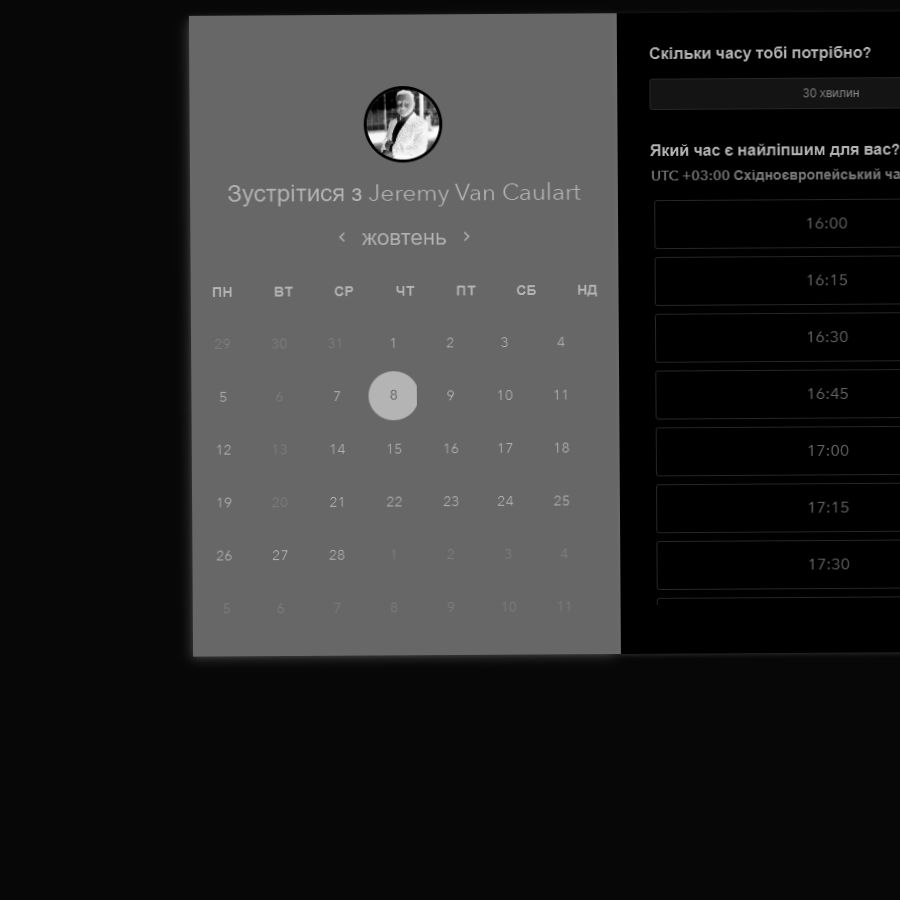 Зустрітися з Jeremy Van Caulart
жовтень
ПН ВТ СР ЧТ ПТ СБ НД
29 30 31 1 2 3 4
5 6 7 8 9 10 11
12 13 14 15 16 17 18
19 20 21 22 23 24 25
26 27 28 1 2 3 4
5 6 7 8 9 10 11
Скільки часу тобі потрібно?
30 хвилин
Який час є найліпшим для вас?
UTC +03:00 Східноєвропейський ча
16:00
16:15
16:30
16:45
17:00
17:15
17:30